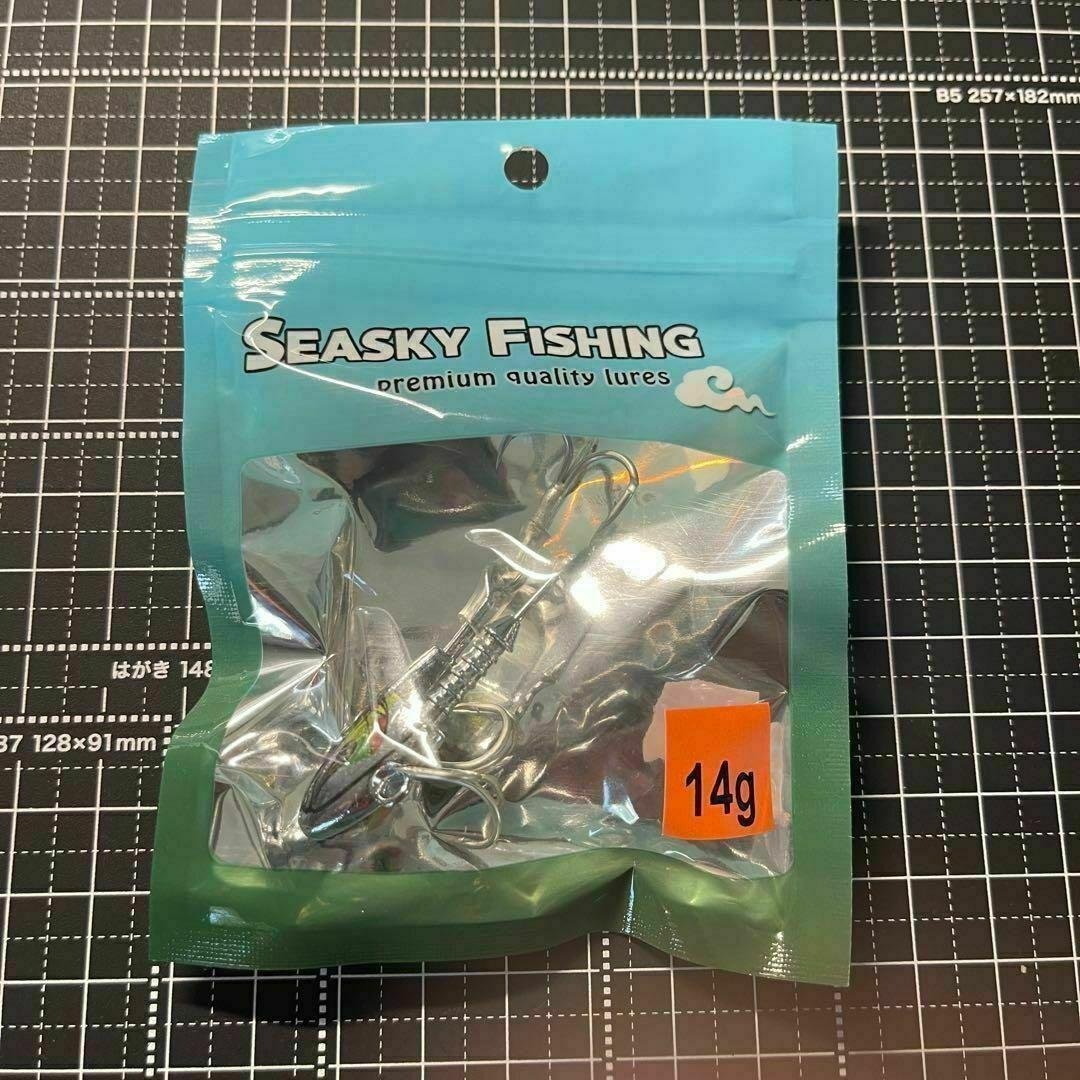 B5 257×182mm
SEASKY FISHING
premium quality lures
はがき 148
B7 128×91mm
14g